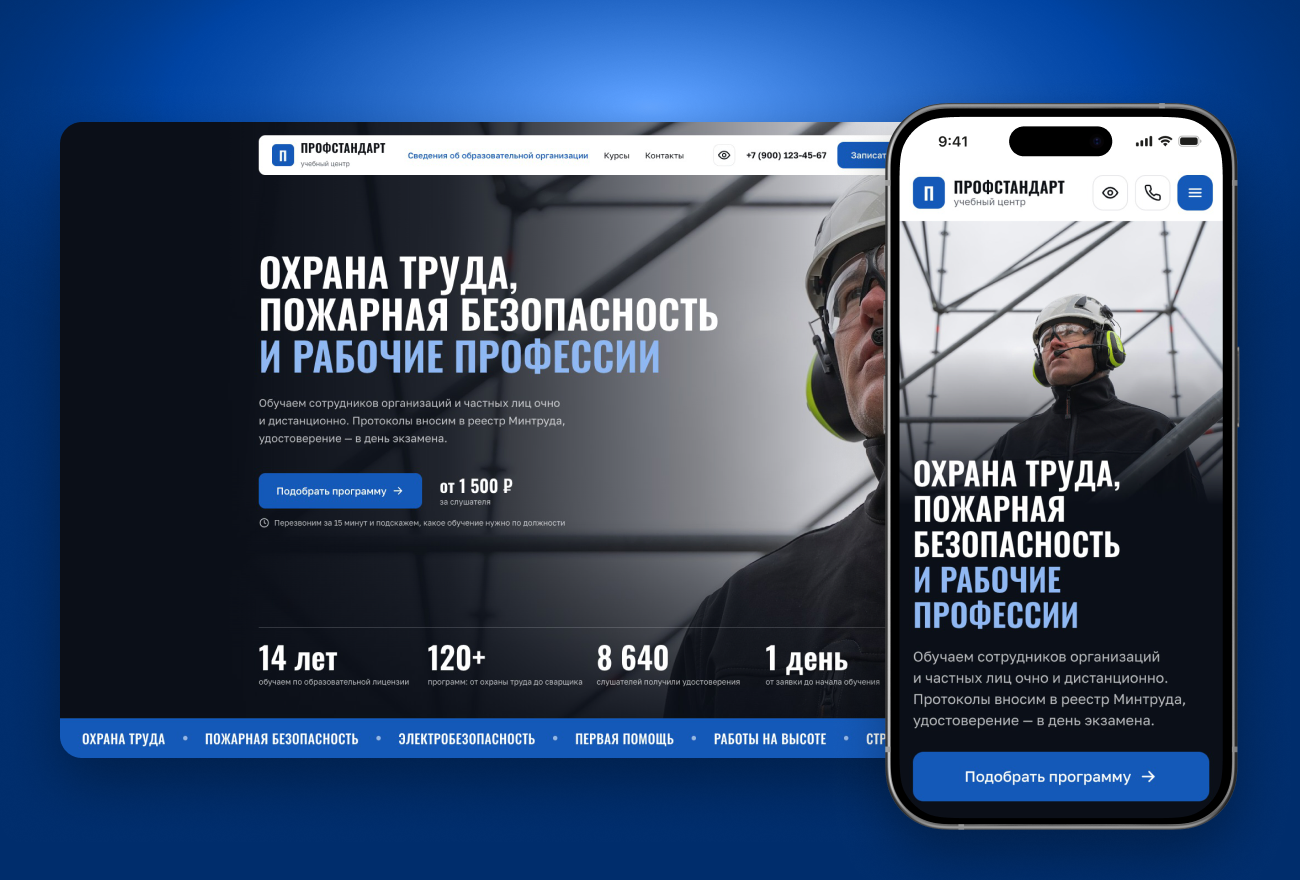 ПРОФСТАНДАРТ
учебный центр
Сведения об образовательной организации
Курсы
Контакты
+7 (900) 123-45-67
ОХРАНА ТРУДА,
ПОЖАРНАЯ БЕЗОПАСНОСТЬ
И РАБОЧИЕ ПРОФЕССИИ
Обучаем сотрудников организаций и частных лиц очно
и дистанционно. Протоколы вносим в реестр Минтруда,
удостоверение — в день экзамена.
Подобрать программу →
от 1 500 ₽
за слушателя
Перезвоним за 15 минут и подскажем, какое обучение нужно по должности
14 лет
обучаем по образовательной лицензии
120+
программ: от охраны труда до сварщика
8 640
слушателей получили удостоверения
1 день
от заявки до начала обучения
ОХРАНА ТРУДА • ПОЖАРНАЯ БЕЗОПАСНОСТЬ • ЭЛЕКТРОБЕЗОПАСНОСТЬ • ПЕРВАЯ ПОМОЩЬ • РАБОТЫ НА ВЫСОТЕ •
9:41
П
ПРОФСТАНДАРТ
учебный центр
ОХРАНА ТРУДА,
ПОЖАРНАЯ
БЕЗОПАСНОСТЬ
И РАБОЧИЕ
ПРОФЕССИИ
Обучаем сотрудников организаций
и частных лиц очно и дистанционно.
Протоколы вносим в реестр Минтруда,
удостоверение — в день экзамена.
Подобрать программу →